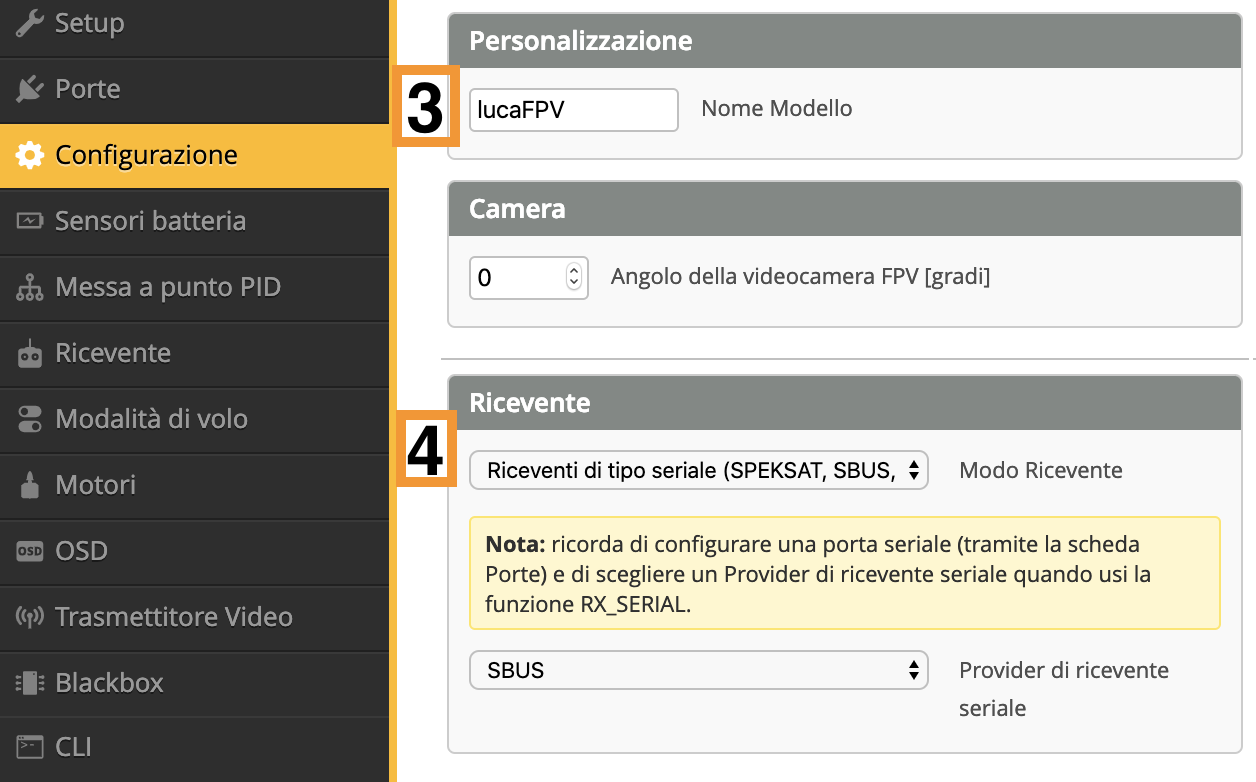 Setup
Porte
Configurazione
Sensori batteria
Messa a punto PID
Ricevente
Modalità di volo
Motori
OSD
OSD
Trasmettitore Video
Blackbox
CLI
Personalizzazione
3
lucaFPV
Nome Modello
Camera
0
Angolo della videocamera FPV [gradi]
Ricevente
4
Riceventi di tipo seriale (SPEKSAT, SBUS,
Modo Ricevente
Nota: ricorda di configurare una porta seriale (tramite la scheda
Porte) e di scegliere un Provider di ricevente seriale quando usi la
funzione RX_SERIAL.
SBUS
Provider di ricevente
seriale